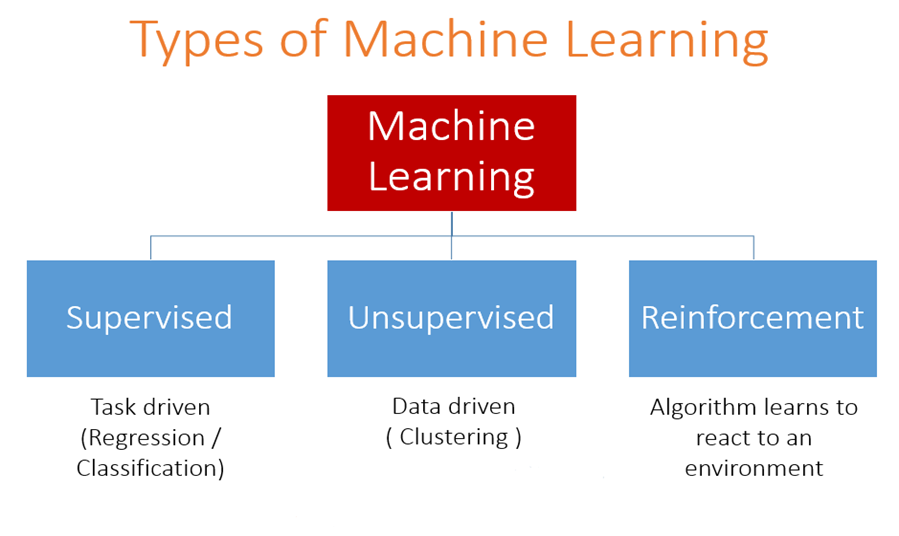 Types of Machine Learning
Machine
Learning
Supervised
Unsupervised
Reinforcement
Task driven
(Regression /
Classification)
Data driven
( Clustering )
Algorithm learns to
react to an
environment